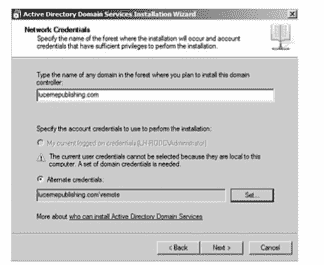 Active Directory Domain Services Installation Wizard
Network Credentials
Specify the name of the forest where the installation will occur and account
credentials that have sufficient privileges to perform the installation.
Type the name of any domain in the forest where you plan to install this domain
controller:
lucernepublishing.com
Specify the account credentials to use to perform the installation:
My current logged on credentials (LH-RODC\Administrator)
The current user credentials cannot be selected because they are local to this
computer. A set of domain credentials is needed.
Alternate credentials:
lucernepublishing.com\remote
Set...
More about who can install Active Directory Domain Services
< Back
Next >
Cancel